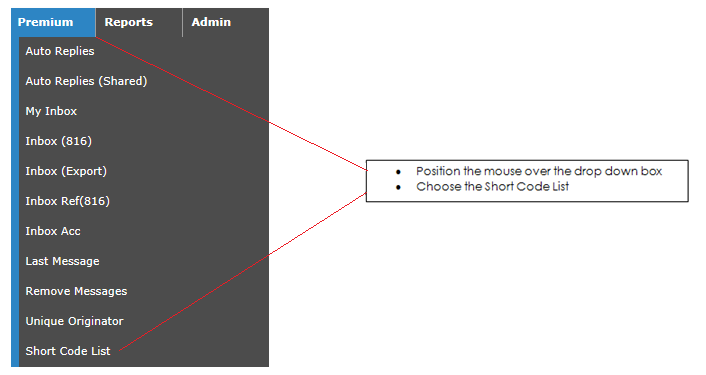 Premium Reports Admin
Auto Replies
Auto Replies (Shared)
My Inbox
Inbox (816)
Inbox (Export)
Inbox Ref(816)
Inbox Acc
Last Message
Remove Messages
Unique Originator
Short Code List
• Position the mouse over the drop down box
• Choose the Short Code List